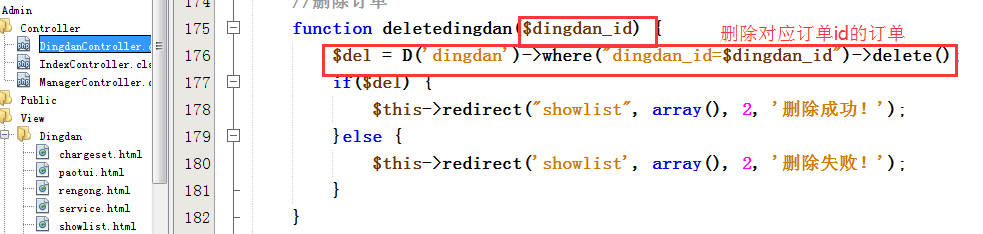 Admin
Controller
DingdanController.c
IndexController.cls
ManagerController.c
Public
View
Dingdan
chargeset.html
paotui.html
rengong.html
service.html
showlist.html
174 //删除订单
175 function deletedingdan($dingdan_id) { 删除对应订单id的订单
176 $del = D('dingdan')->where("dingdan_id=$dingdan_id")->delete();
177 if($del) {
178 $this->redirect("showlist", array(), 2, '删除成功!');
179 }else {
180 $this->redirect('showlist', array(), 2, '删除失败!');
181 }
182 }